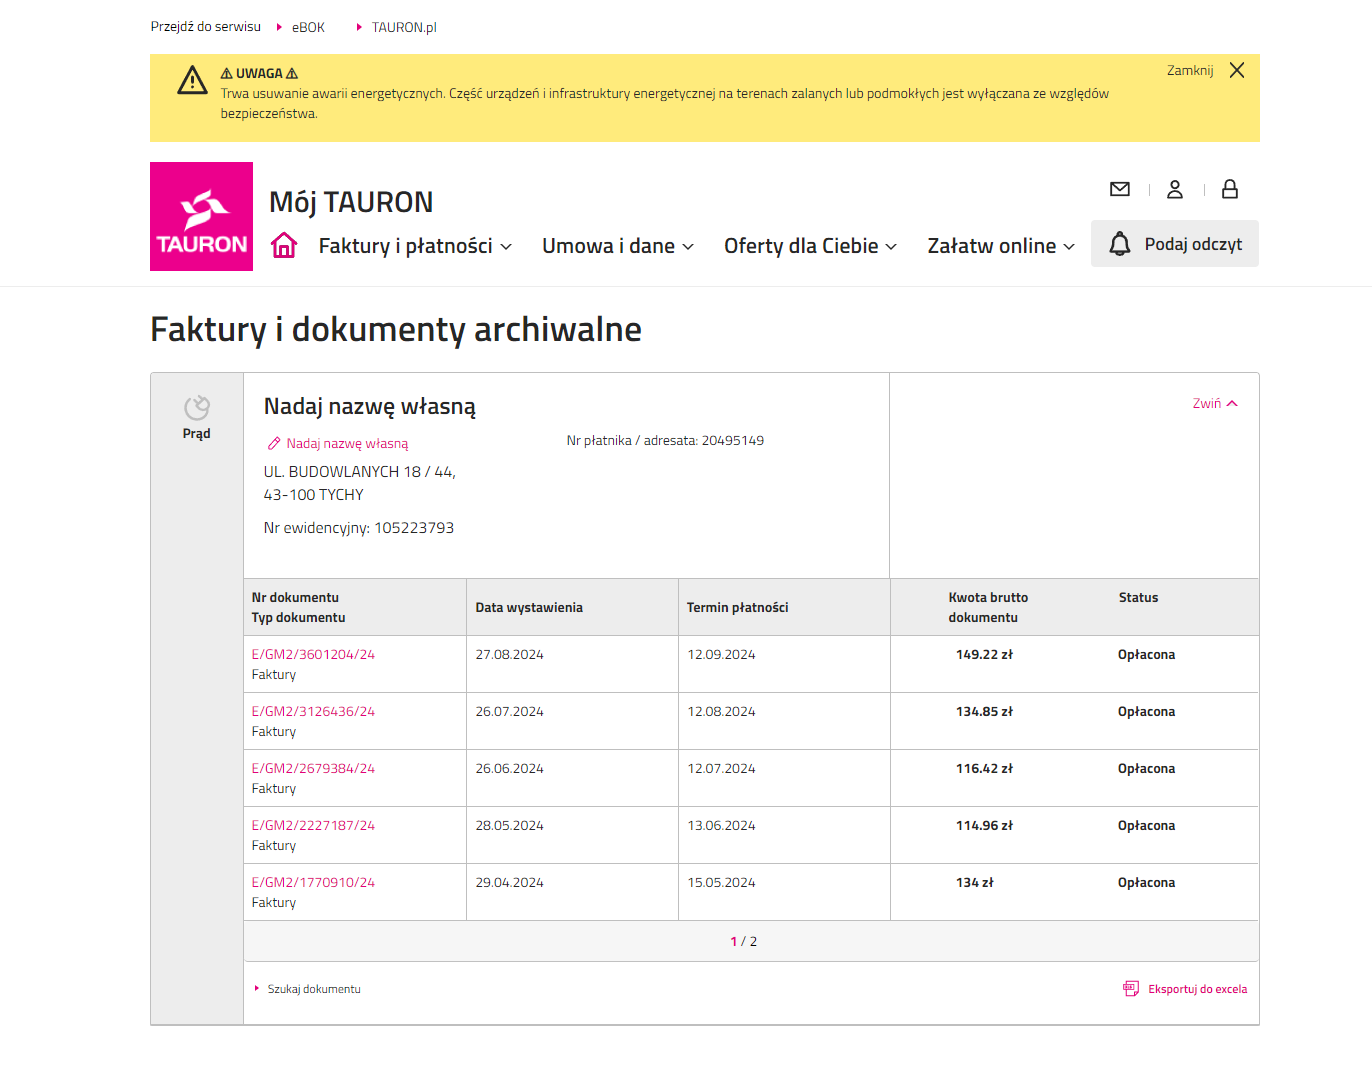 Przejdź do serwisu eBOK TAURON.pl
⚠ UWAGA ⚠
Zamknij
Trwa usuwanie awarii energetycznych. Część urządzeń i infrastruktury energetycznej na terenach zalanych lub podmokłych jest wyłączana ze względów
bezpieczeństwa.
TAURON
Mój TAURON
Faktury i płatności Umowa i dane Oferty dla Ciebie Załatw online Podaj odczyt
Faktury i dokumenty archiwalne
Prąd
Nadaj nazwę własną
Zwiń
Nadaj nazwę własną
Nr płatnika / adresata: 20495149
UL. BUDOWLANYCH 18 / 44,
43-100 TYCHY
Nr ewidencyjny: 105223793
Nr dokumentu
Typ dokumentu
Data wystawienia
Termin płatności
Kwota brutto
dokumentu
Status
E/GM2/3601204/24 27.08.2024 12.09.2024 149.22 zł Opłacona
Faktury
E/GM2/3126436/24 26.07.2024 12.08.2024 134.85 zł Opłacona
Faktury
E/GM2/2679384/24 26.06.2024 12.07.2024 116.42 zł Opłacona
Faktury
E/GM2/2227187/24 28.05.2024 13.06.2024 114.96 zł Opłacona
Faktury
E/GM2/1770910/24 29.04.2024 15.05.2024 134 zł Opłacona
Faktury
1 / 2
Szukaj dokumentu
Eksportuj do excela